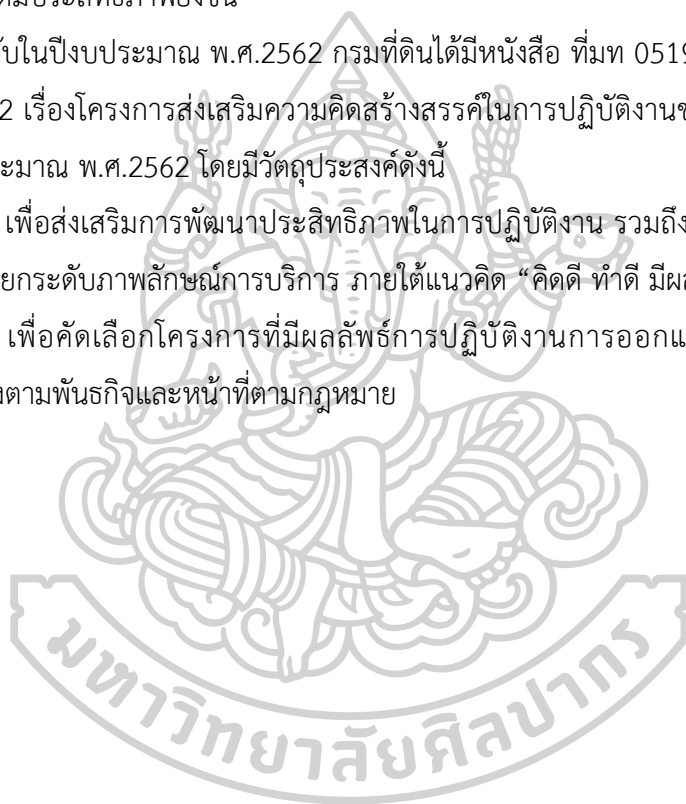 มีประสิทธิภาพยิ่งขึ้น
ในปีงบประมาณ พ.ศ.2562 กรมที่ดินได้มีหนังสือ ที่มท 0519
2 เรื่องโครงการส่งเสริมความคิดสร้างสรรค์ในการปฏิบัติงาน
พ.ศ.2562 โดยมีวัตถุประสงค์ดังนี้
เพื่อส่งเสริมการพัฒนาประสิทธิภาพในการปฏิบัติงาน รวมถึง
ยกระดับภาพลักษณ์การบริการ ภายใต้แนวคิด “คิดดี ทำดี มีผล
เพื่อคัดเลือกโครงการที่มีผลลัพธ์การปฏิบัติงานการออกแ
ตามพันธกิจและหน้าที่ตามกฎหมาย
มหาวิทยาลัยศิลปากร